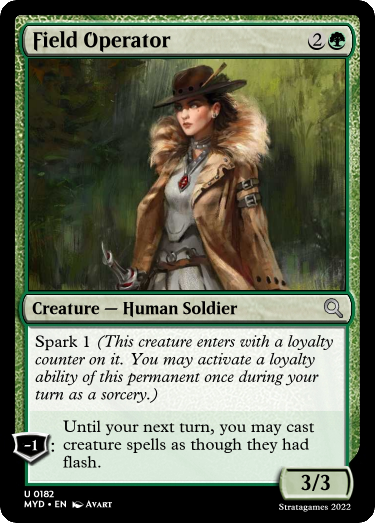 Field Operator 2
Creature — Human Soldier
Spark 1 (This creature enters with a loyalty
counter on it. You may activate a loyalty
ability of this permanent once during your
turn as a sorcery.)
-1: Until your next turn, you may cast
creature spells as though they had
flash.
3/3
U 0182
MYD • EN Avart
Stratagames 2022